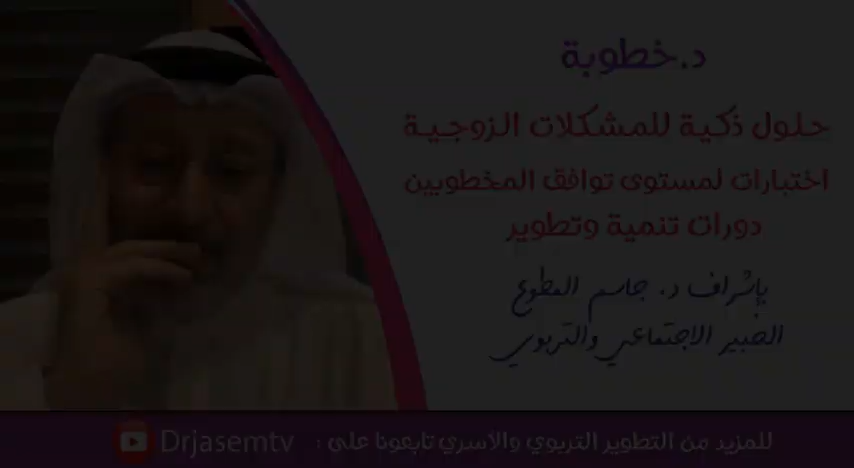 د.خطوبة
حلول ذكية للمشكلات الزوجية
اختبارات لمستوى توافق المخطوبين
دورات تنمية وتطوير
بإشراف د. جاسم المطوع
الخبير الاجتماعي والتربوي
للمزيد من التطوير التربوي والاسري تابعونا على : Drjasemtv